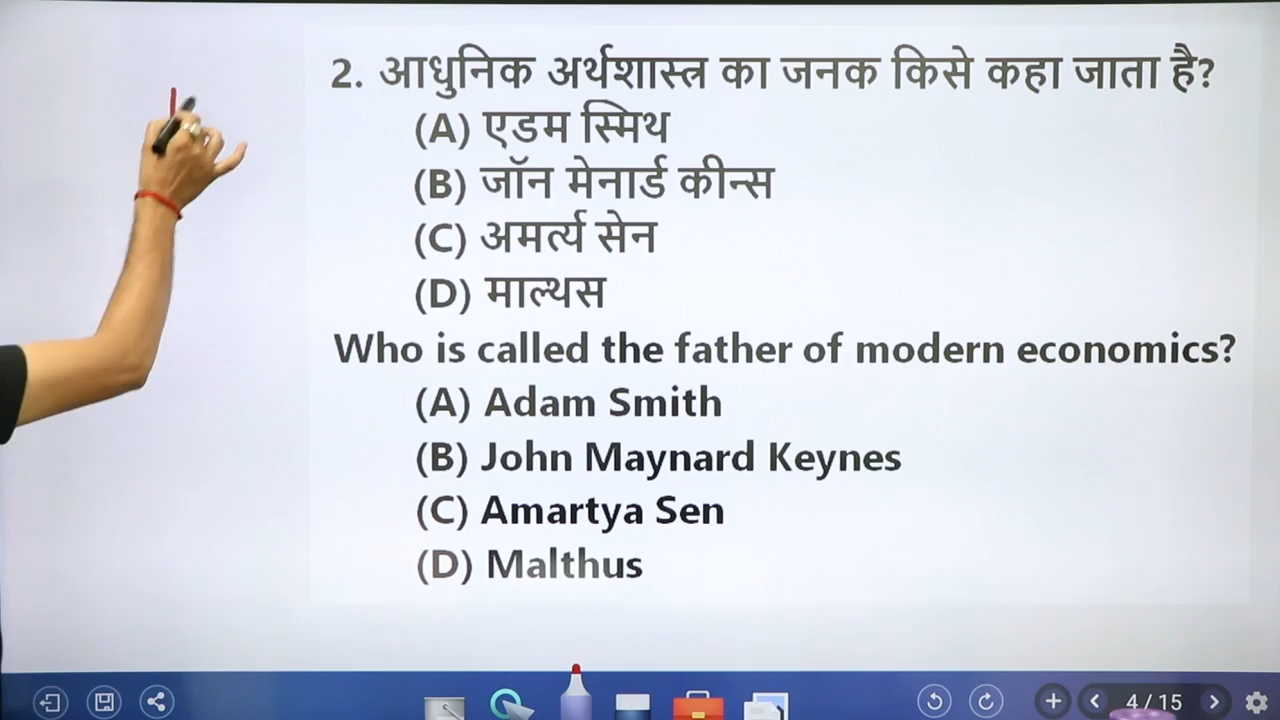 2. आधुनिक अर्थशास्त्र का जनक किसे कहा जाता है?
(A) एडम स्मिथ
(B) जॉन मेनार्ड कीन्स
(C) अमर्त्य सेन
(D) माल्थस
Who is called the father of modern economics?
(A) Adam Smith
(B) John Maynard Keynes
(C) Amartya Sen
(D) Malthus
4 / 15